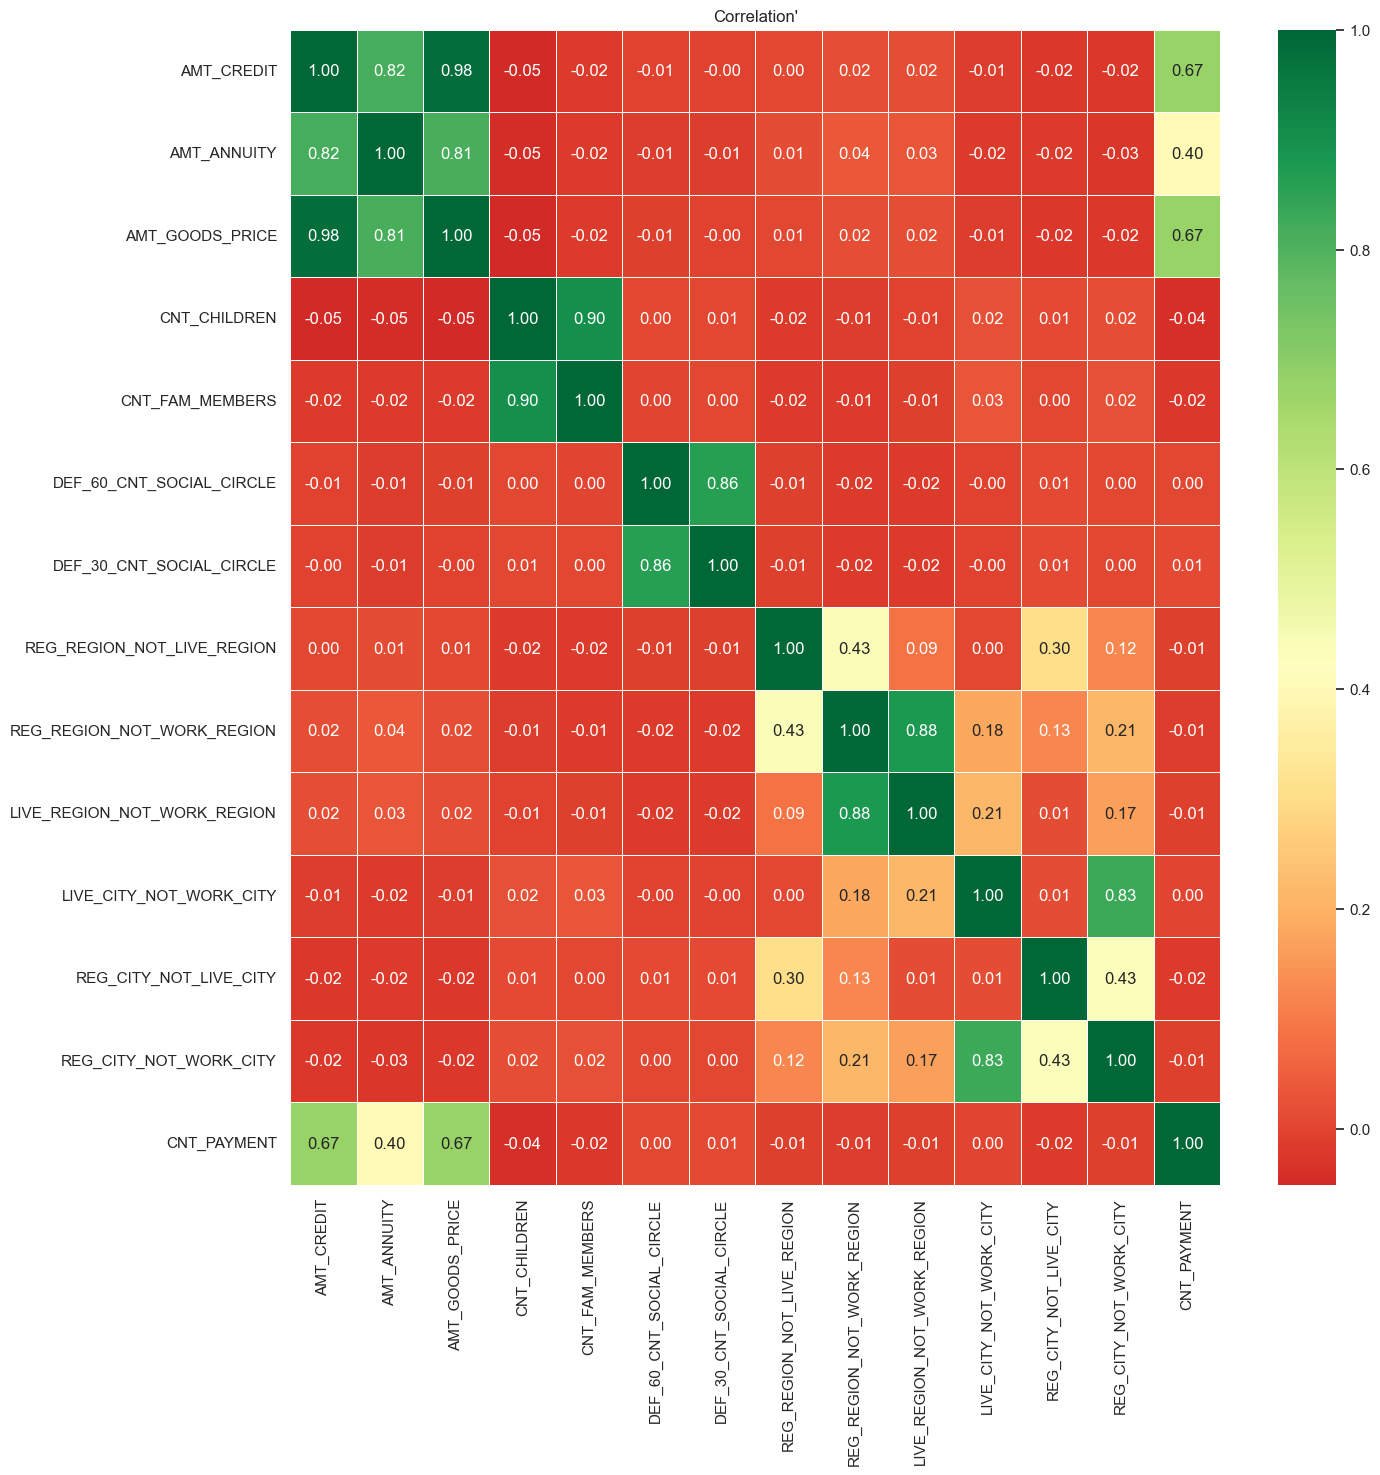 Correlation'
AMT_CREDIT 1.00 0.82 0.98 -0.05 -0.02 -0.01 -0.00 0.00 0.02 0.02 -0.01 -0.02 -0.02 0.67
AMT_ANNUITY 0.82 1.00 0.81 -0.05 -0.02 -0.01 -0.01 0.01 0.04 0.03 -0.02 -0.02 -0.03 0.40
AMT_GOODS_PRICE 0.98 0.81 1.00 -0.05 -0.02 -0.01 -0.00 0.01 0.02 0.02 -0.01 -0.02 -0.02 0.67
CNT_CHILDREN -0.05 -0.05 -0.05 1.00 0.90 0.00 0.01 -0.02 -0.01 -0.01 0.02 0.01 0.02 -0.04
CNT_FAM_MEMBERS -0.02 -0.02 -0.02 0.90 1.00 0.00 0.00 -0.02 -0.01 -0.01 0.03 0.00 0.02 -0.02
DEF_60_CNT_SOCIAL_CIRCLE -0.01 -0.01 -0.01 0.00 0.00 1.00 0.86 -0.01 -0.02 -0.02 -0.00 0.01 0.00 0.00
DEF_30_CNT_SOCIAL_CIRCLE -0.00 -0.01 -0.00 0.01 0.00 0.86 1.00 -0.01 -0.02 -0.02 -0.00 0.01 0.00 0.01
REG_REGION_NOT_LIVE_REGION 0.00 0.01 0.01 -0.02 -0.02 -0.01 -0.01 1.00 0.43 0.09 0.00 0.30 0.12 -0.01
REG_REGION_NOT_WORK_REGION 0.02 0.04 0.02 -0.01 -0.01 -0.02 -0.02 0.43 1.00 0.88 0.18 0.13 0.21 -0.01
LIVE_REGION_NOT_WORK_REGION 0.02 0.03 0.02 -0.01 -0.01 -0.02 -0.02 0.09 0.88 1.00 0.21 0.01 0.17 -0.01
LIVE_CITY_NOT_WORK_CITY -0.01 -0.02 -0.01 0.02 0.03 -0.00 -0.00 0.00 0.18 0.21 1.00 0.01 0.83 0.00
REG_CITY_NOT_LIVE_CITY -0.02 -0.02 -0.02 0.01 0.00 0.01 0.01 0.30 0.13 0.01 0.01 1.00 0.43 -0.02
REG_CITY_NOT_WORK_CITY -0.02 -0.03 -0.02 0.02 0.02 0.00 0.00 0.12 0.21 0.17 0.83 0.43 1.00 -0.01
CNT_PAYMENT 0.67 0.40 0.67 -0.04 -0.02 0.00 0.01 -0.01 -0.01 -0.01 0.00 -0.02 -0.01 1.00
AMT_CREDIT
AMT_ANNUITY
AMT_GOODS_PRICE
CNT_CHILDREN
CNT_FAM_MEMBERS
DEF_60_CNT_SOCIAL_CIRCLE
DEF_30_CNT_SOCIAL_CIRCLE
REG_REGION_NOT_LIVE_REGION
REG_REGION_NOT_WORK_REGION
LIVE_REGION_NOT_WORK_REGION
LIVE_CITY_NOT_WORK_CITY
REG_CITY_NOT_LIVE_CITY
REG_CITY_NOT_WORK_CITY
CNT_PAYMENT
1.0
0.8
0.6
0.4
0.2
0.0